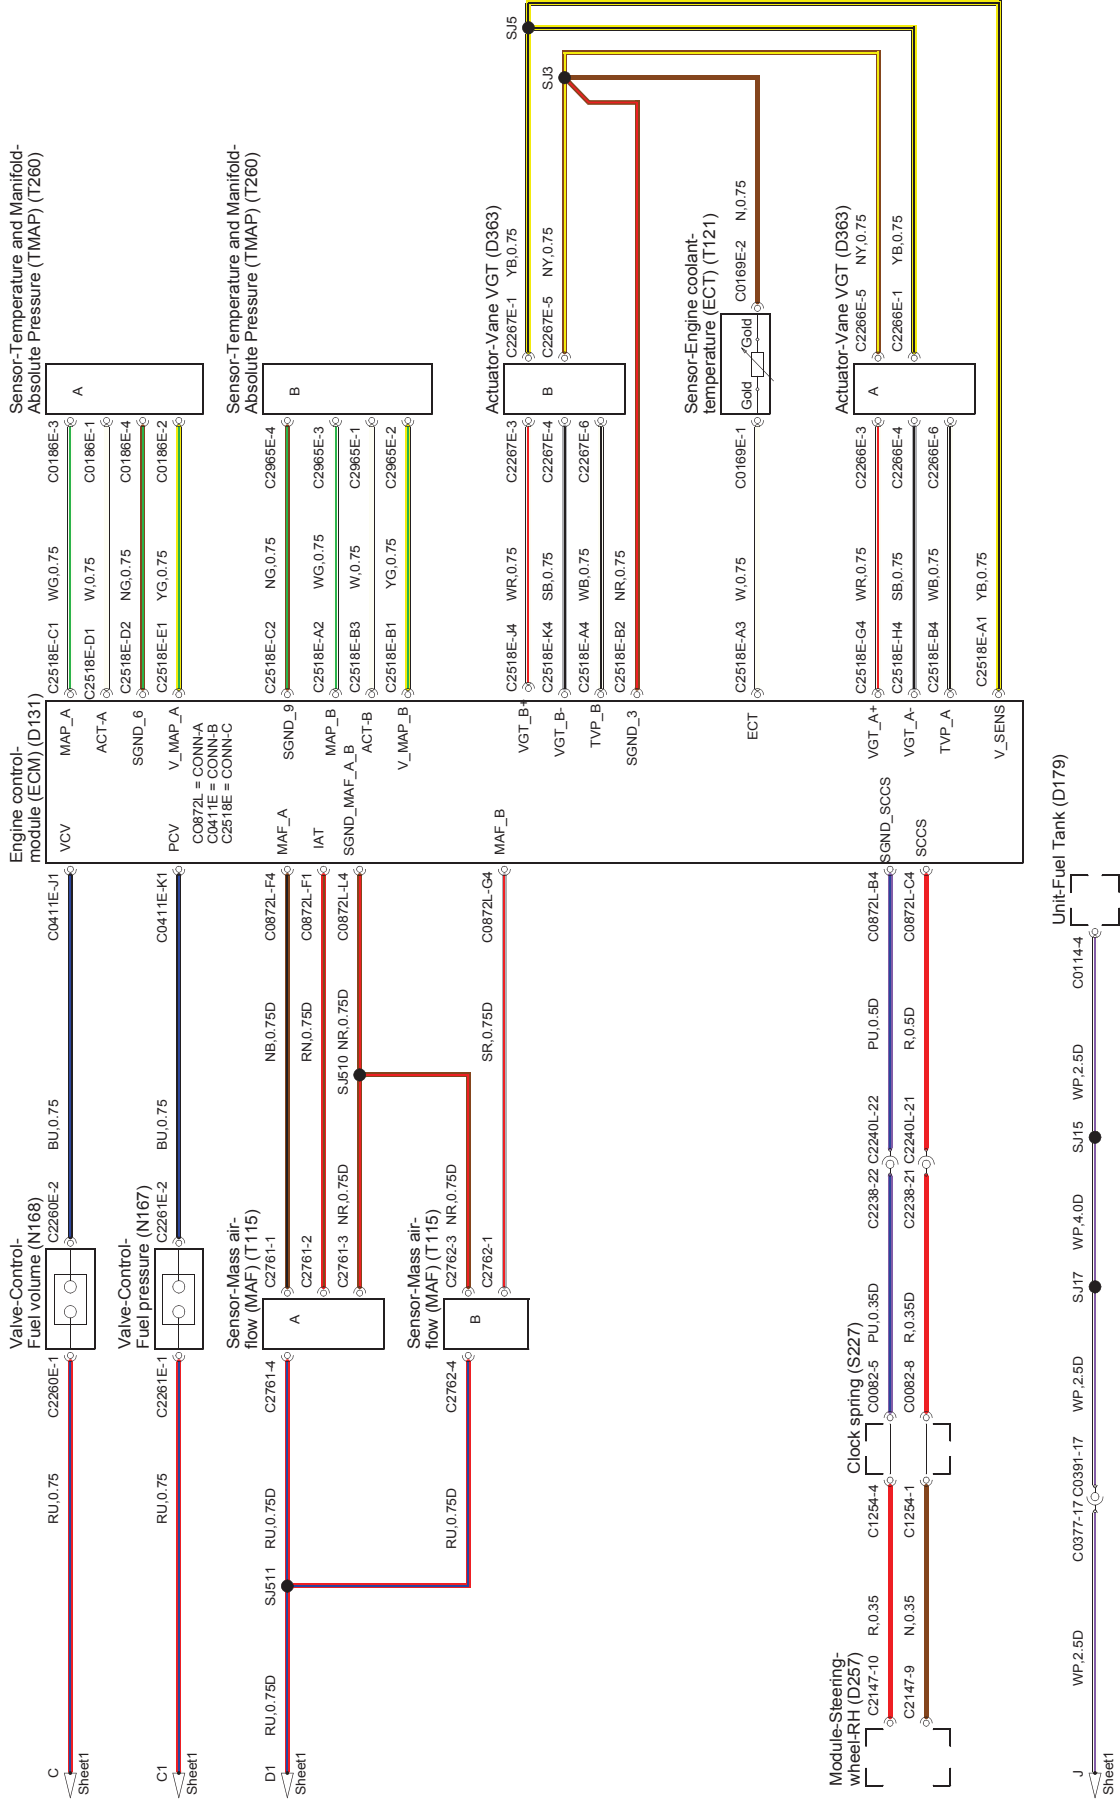 Sensor-Temperature and Manifold-
Absolute Pressure (TMAP) (T260)
A
C0186E-3
C0186E-1
C0186E-4
C0186E-2
WG,0.75
W,0.75
NG,0.75
YG,0.75
C2518E-C1
C2518E-D1
C2518E-D2
C2518E-E1
Sensor-Temperature and Manifold-
Absolute Pressure (TMAP) (T260)
B
C2965E-4
C2965E-3
C2965E-1
C2965E-2
NG,0.75
WG,0.75
W,0.75
YG,0.75
C2518E-C2
C2518E-A2
C2518E-B3
C2518E-B1
SJ5
SJ3
Actuator-Vane VGT (D363)
C2267E-1
YB,0.75
C2267E-5
NY,0.75
B
C2267E-3
C2267E-4
C2267E-6
WR,0.75
SB,0.75
WB,0.75
NR,0.75
C2518E-J4
C2518E-K4
C2518E-A4
C2518E-B2
Sensor-Engine coolant-
temperature (ECT) (T121)
C0169E-2
N,0.75
Gold
Gold
C0169E-1
W,0.75
C2518E-A3
Actuator-Vane VGT (D363)
C2266E-5
NY,0.75
C2266E-1
YB,0.75
A
C2266E-3
C2266E-4
C2266E-6
WR,0.75
SB,0.75
WB,0.75
YB,0.75
C2518E-G4
C2518E-H4
C2518E-B4
C2518E-A1
Engine control-
module (ECM) (D131)
MAP_A
ACT-A
SGND_6
V_MAP_A
SGND_9
MAP_B
ACT-B
V_MAP_B
VGT_B+
VGT_B-
TVP_B
SGND_3
ECT
VGT_A+
VGT_A-
TVP_A
V_SENS
VCV
PCV
CO872L = CONN-A
C0411E = CONN-B
C2518E = CONN-C
MAF_A
IAT
SGND_MAF_A_B
MAF_B
SGND_SCCS
SCCS
C0411E-J1
C0411E-K1
C0872L-F4
C0872L-F1
C0872L-L4
C0872L-G4
C0872L-B4
C0872L-C4
BU,0.75
BU,0.75
NB,0.75D
RN,0.75D
SJ510
NR,0.75D
SR,0.75D
PU,0.5D
R,0.5D
Valve-Control-
Fuel volume (N168)
C2260E-2
C2260E-1
RU,0.75
C
Sheet1
Valve-Control-
Fuel pressure (N167)
C2261E-2
C2261E-1
RU,0.75
C1
Sheet1
Sensor-Mass air-
flow (MAF) (T115)
C2761-1
C2761-2
C2761-3
NR,0.75D
A
C2761-4
RU,0.75D
SJ511
RU,0.75D
D1
Sheet1
Sensor-Mass air-
flow (MAF) (T115)
C2762-3
NR,0.75D
C2762-1
B
C2762-4
RU,0.75D
C2240L-22
C2240L-21
C2238-22
C2238-21
PU,0.35D
R,0.35D
Clock spring (S227)
C0082-5
C0082-8
C1254-4
C1254-1
R,0.35
N,0.35
C2147-10
C2147-9
Module-Steering-
wheel-RH (D257)
Unit-Fuel Tank (D179)
C0114-4
WP,2.5D
SJ15
WP,4.0D
SJ17
WP,2.5D
C0391-17
C0377-17
WP,2.5D
J
Sheet1